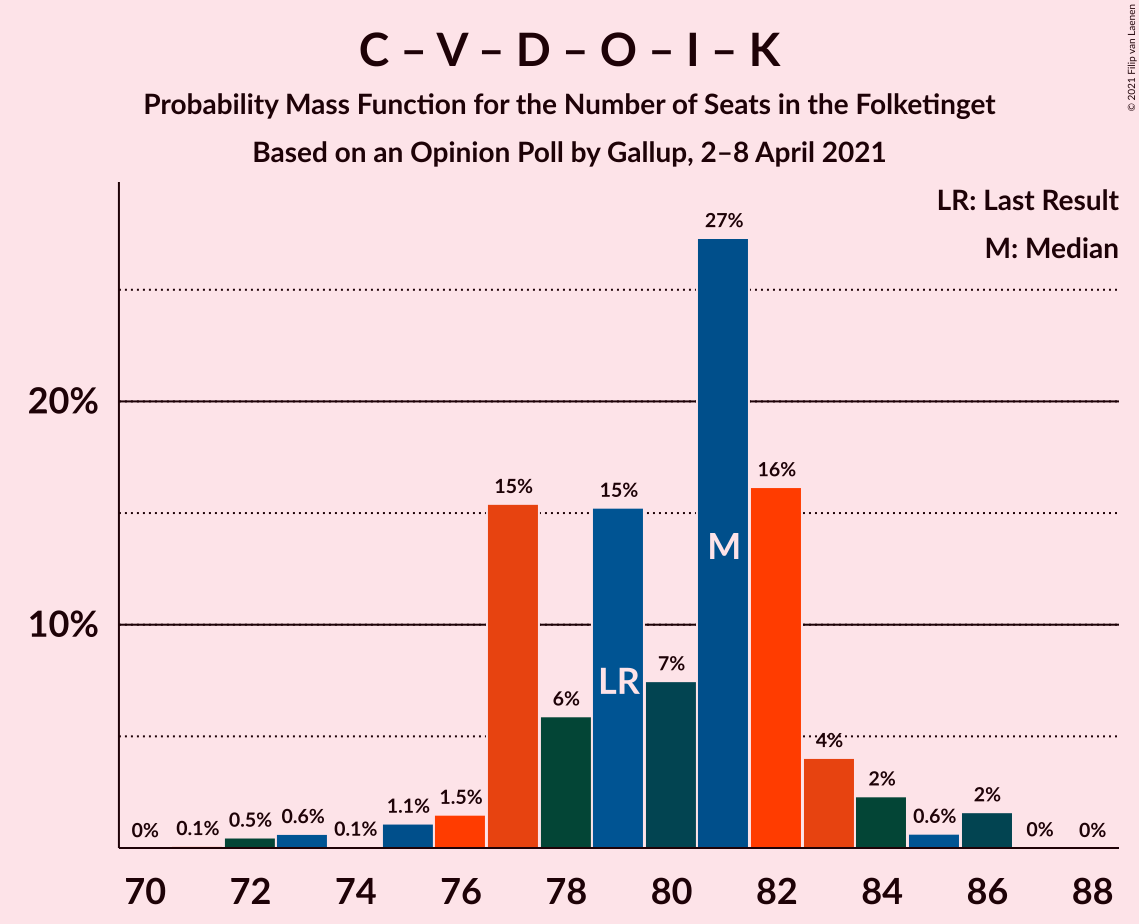 C – V – D – O – I – K
Probability Mass Function for the Number of Seats in the Folketinget
Based on an Opinion Poll by Gallup, 2–8 April 2021
© 2021 Filip van Laenen
LR: Last Result
M: Median
20%
10%
0%
0.1%
0.5%
0.6%
0.1%
1.1%
1.5%
15%
6%
15%
7%
27%
16%
4%
2%
0.6%
2%
0%
0%
LR
M
70 72 74 76 78 80 82 84 86 88